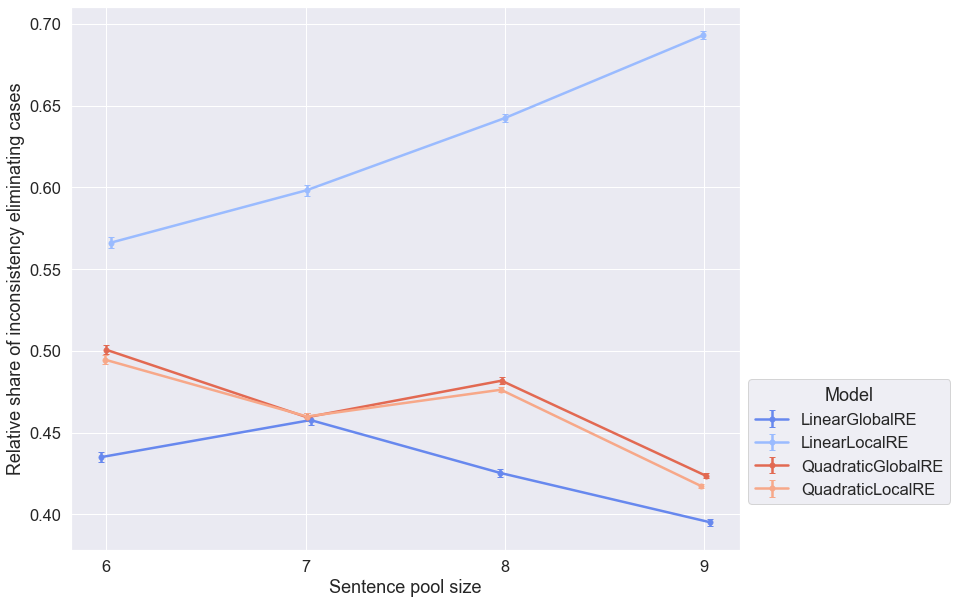 Relative share of inconsistency eliminating cases
0.70
0.65
0.60
0.55
0.50
0.45
0.40
6 7 8 9
Sentence pool size
Model
LinearGlobalRE
LinearLocalRE
QuadraticGlobalRE
QuadraticLocalRE